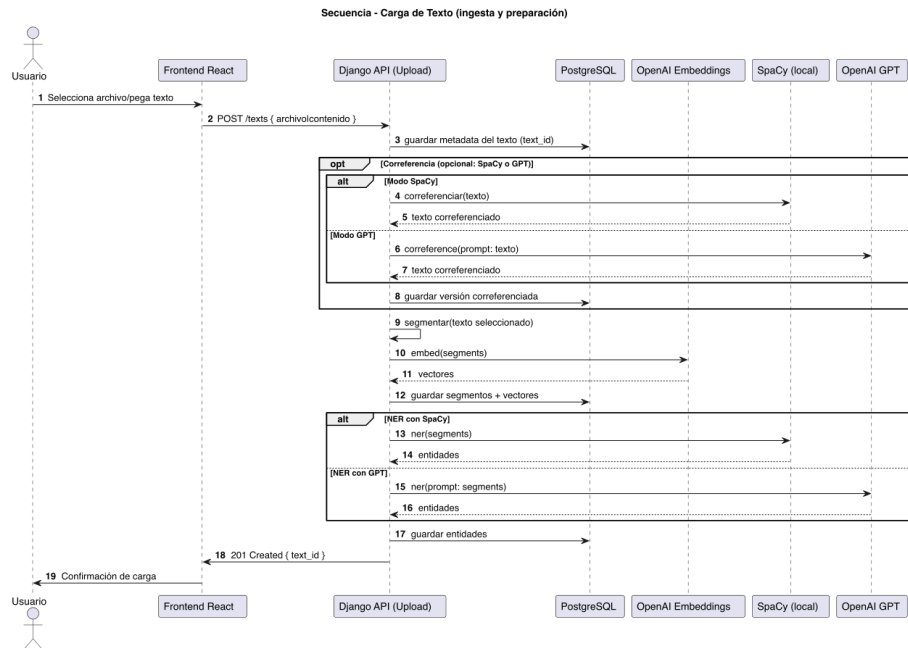 Secuencia - Carga de Texto (ingesta y preparación)
Usuario
Frontend React
Django API (Upload)
PostgreSQL
OpenAI Embeddings
SpaCy (local)
OpenAI GPT
1 Selecciona archivo/pega texto
2 POST /texts { archivo|contenido }
3 guardar metadata del texto (text_id)
opt [Correferencia (opcional: SpaCy o GPT)]
alt [Modo SpaCy]
4 correferenciar(texto)
5 texto correferenciado
[Modo GPT]
6 correference(prompt: texto)
7 texto correferenciado
8 guardar versión correferenciada
9 segmentar(texto seleccionado)
10 embed(segments)
11 vectores
12 guardar segmentos + vectores
alt [NER con SpaCy]
13 ner(segments)
14 entidades
[NER con GPT]
15 ner(prompt: segments)
16 entidades
17 guardar entidades
18 201 Created { text_id }
19 Confirmación de carga
Usuario
Frontend React
Django API (Upload)
PostgreSQL
OpenAI Embeddings
SpaCy (local)
OpenAI GPT